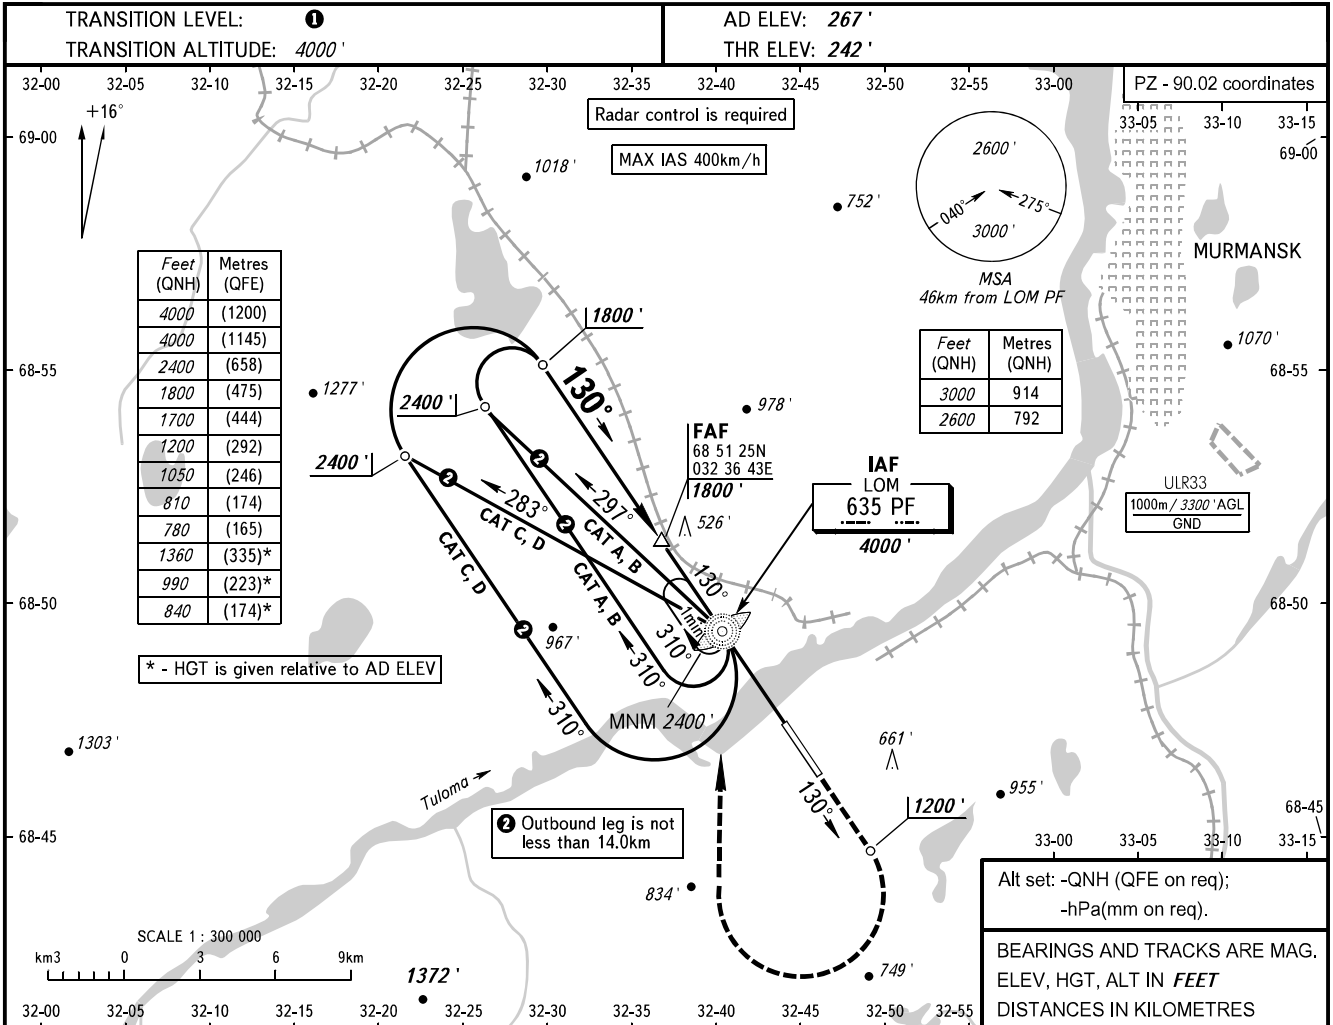 TRANSITION LEVEL: ❶
TRANSITION ALTITUDE: 4000 '
AD ELEV: 267 '
THR ELEV: 242 '
32-00 32-05 32-10 32-15 32-20 32-25 32-30 32-35 32-40 32-45 32-50 32-55 33-00
PZ - 90.02 coordinates
33-05 33-10 33-15
69-00
69-00
+16°
Radar control is required
MAX IAS 400km/h
1018 '
752 '
2600 '
040°
275°
3000 '
MSA
46km from LOM PF
MURMANSK
Feet (QNH) Metres (QFE)
4000 (1200)
4000 (1145)
2400 (658)
1800 (475)
1700 (444)
1200 (292)
1050 (246)
810 (174)
780 (165)
1360 (335)*
990 (223)*
840 (174)*
* - HGT is given relative to AD ELEV
Feet (QNH) Metres (QNH)
3000 914
2600 792
1070 '
68-55
68-55
1800 '
1277 '
2400 '
2400 '
130°
978 '
FAF
68 51 25N
032 36 43E
1800 '
526 '
IAF
LOM
635 PF
4000 '
ULR33
1000m / 3300 'AGL
GND
❷
❷
283°
CAT C, D
297°
CAT A, B
❷
CAT C, D
CAT A, B
130°
1min
310°
❷
967 '
310°
310°
68-50
68-50
MNM 2400 '
1303 '
Tuloma
661 '
130°
955 '
1200 '
❷ Outbound leg is not
less than 14.0km
68-45
68-45
33-00 33-05 33-10 33-15
834 '
749 '
1372 '
SCALE 1 : 300 000
km3 0 3 6 9km
Alt set: -QNH (QFE on req);
-hPa(mm on req).
BEARINGS AND TRACKS ARE MAG.
ELEV, HGT, ALT IN FEET
DISTANCES IN KILOMETRES
32-00 32-05 32-10 32-15 32-20 32-25 32-30 32-35 32-40 32-45 32-50 32-55